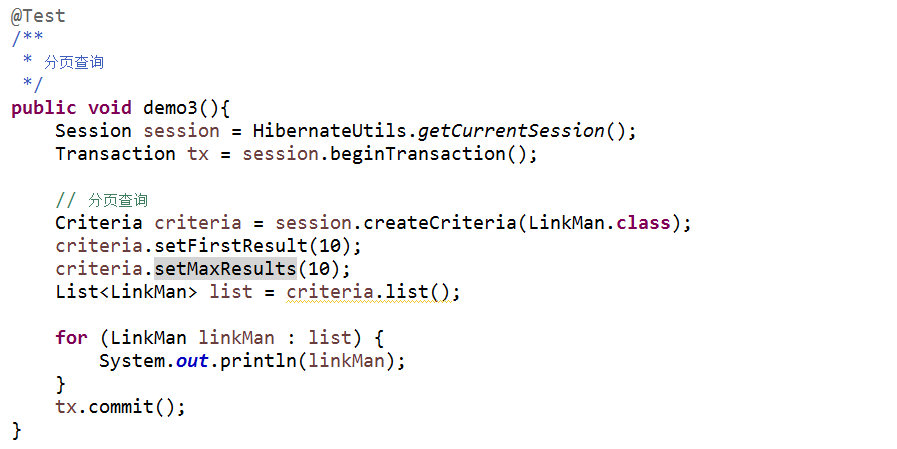 @Test
/**
 * 分页查询
 */
public void demo3(){
    Session session = HibernateUtils.getCurrentSession();
    Transaction tx = session.beginTransaction();
    // 分页查询
    Criteria criteria = session.createCriteria(LinkMan.class);
    criteria.setFirstResult(10);
    criteria.setMaxResults(10);
    List<LinkMan> list = criteria.list();
    for (LinkMan linkMan : list) {
        System.out.println(linkMan);
    }
    tx.commit();
}